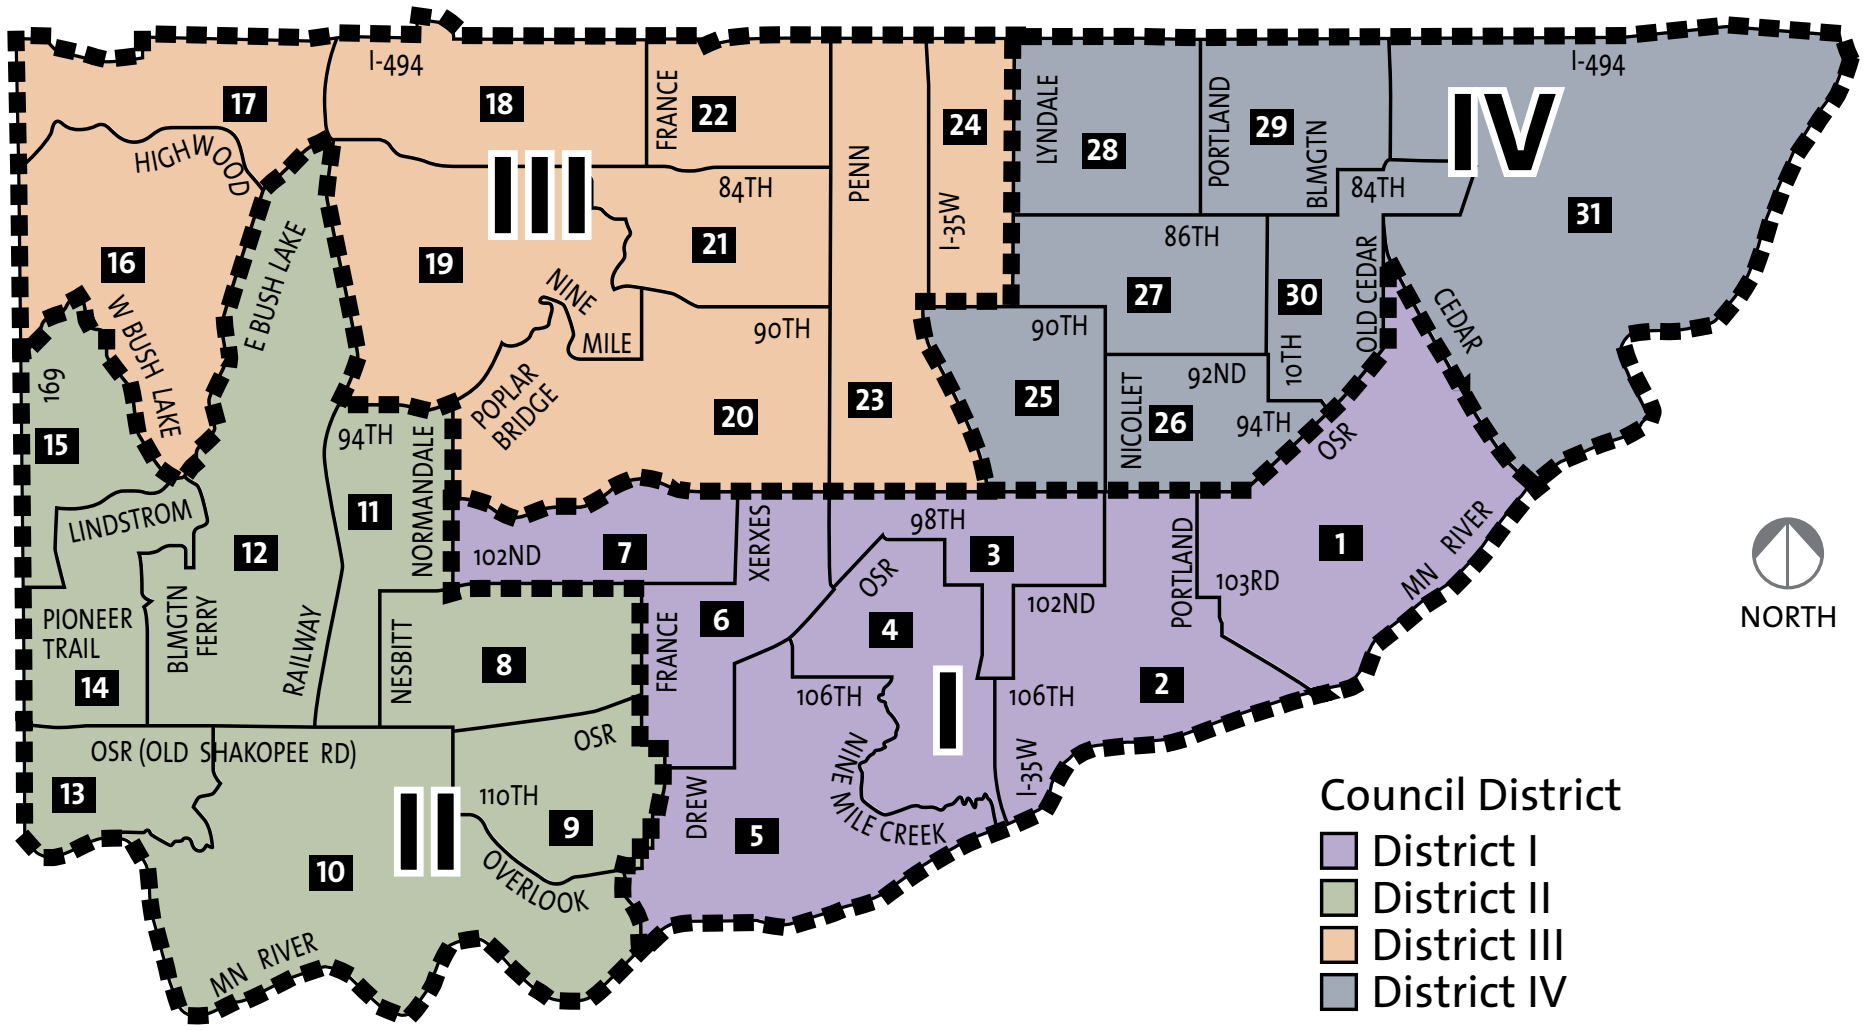 I-494
I-494
17
18
FRANCE
22
24
LYNDALE
28
PORTLAND
29
BLMGTN
IV
HIGHWOOD
III
84TH
PENN
I-35W
84TH
31
16
E BUSH LAKE
19
21
86TH
NINE
MILE
27
30
OLD CEDAR
CEDAR
W BUSH LAKE
90TH
90TH
10TH
169
POPLAR
BRIDGE
20
23
25
92ND
NICOLLET
26
94TH
OSR
15
94TH
NORMANDALE
LINDSTROM
11
12
102ND
7
XERXES
98TH
3
PORTLAND
1
MN RIVER
103RD
PIONEER
TRAIL
BLMGTN
FERRY
RAILWAY
NESBITT
8
FRANCE
6
OSR
4
102ND
NORTH
14
106TH
I
106TH
2
OSR (OLD SHAKOPEE RD)
OSR
13
II
110TH
9
DREW
5
NINE MILE CREEK
I-35W
10
OVERLOOK
MN RIVER
Council District
District I
District II
District III
District IV